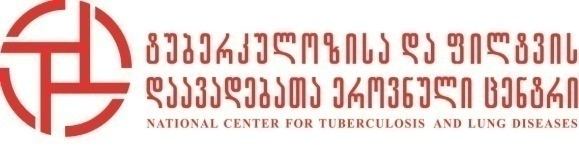 ტუბერკულოზისა და ფილტვის
დაავადებათა ეროვნული ცენტრი
NATIONAL CENTER FOR TUBERCULOSIS AND LUNG DISEASES